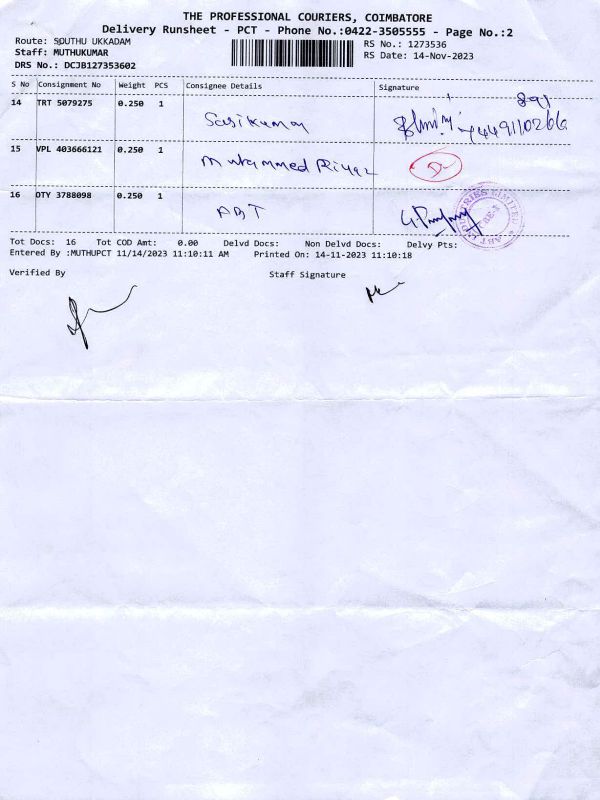 THE PROFESSIONAL COURIERS, COIMBATORE
Delivery Runsheet - PCT - Phone No.:0422-3505555 - Page No.:2
Route: SOUTHU UKKADAM RS No.: 1273536
Staff: MUTHUKUMAR RS Date: 14-Nov-2023
DRS No.: DCJB127353602
S No Consignment No Weight PCS Consignee Details Signature
14 TRT 5079275 0.250 1 Sasikumar
15 VPL 403666121 0.250 1 Muhammed Riyaz
16 DTY 3788098 0.250 1 ABT
Tot Docs: 16 Tot COD Amt: 0.00 Delvd Docs: Non Delvd Docs: Delvy Pts:
Entered By :MUTHUPCT 11/14/2023 11:10:11 AM Printed On: 14-11-2023 11:10:18
Verified By Staff Signature